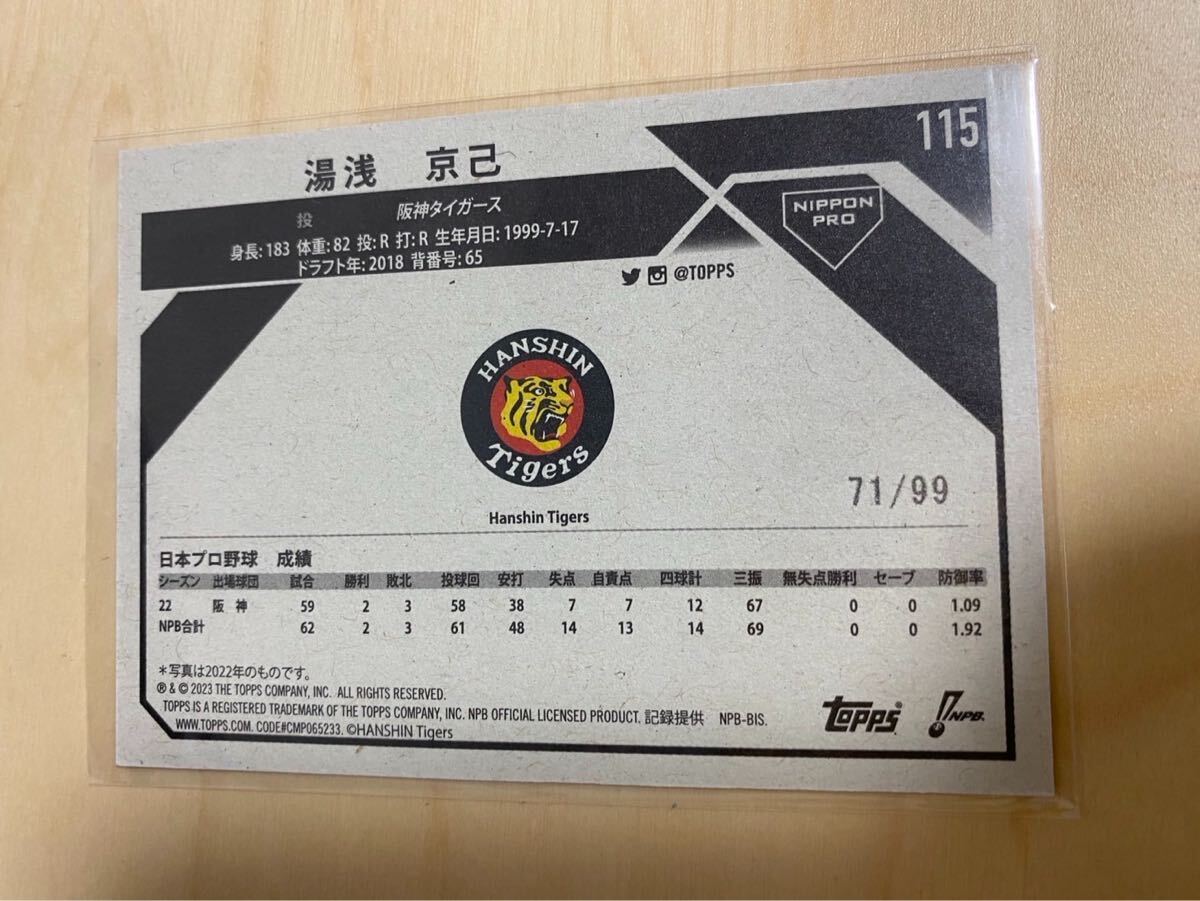 115
湯浅 京己
投 阪神タイガース
身長: 183 体重: 82 投: R 打: R 生年月日: 1999-7-17
ドラフト年: 2018 背番号: 65
NIPPON
PRO
@TOPPS
HANSHIN
Tigers
71/99
Hanshin Tigers
日本プロ野球 成績
シーズン 出場球団 試合 勝利 敗北 投球回 安打 失点 自責点 四球計 三振 無失点勝利 セーブ 防御率
22 阪 神 59 2 3 58 38 7 7 12 67 0 0 1.09
NPB合計 62 2 3 61 48 14 13 14 69 0 0 1.92
＊写真は2022年のものです。
® & © 2023 THE TOPPS COMPANY, INC. ALL RIGHTS RESERVED.
TOPPS IS A REGISTERED TRADEMARK OF THE TOPPS COMPANY, INC. NPB OFFICIAL LICENSED PRODUCT. 記録提供 NPB-BIS.
WWW.TOPPS.COM. CODE#CMP065233. ©HANSHIN Tigers
topps
NPB.